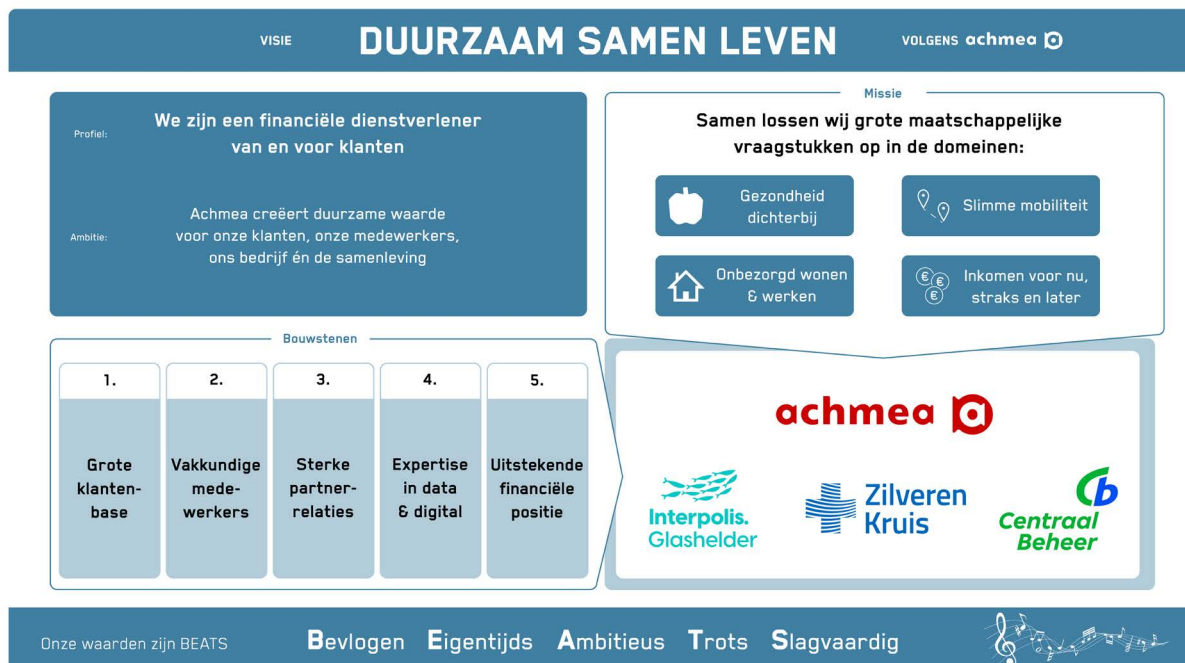 VISIE
DUURZAAM SAMEN LEVEN
VOLGENS achmea
Profiel:
We zijn een financiële dienstverlener
van en voor klanten
Ambitie:
Achmea creëert duurzame waarde
voor onze klanten, onze medewerkers,
ons bedrijf én de samenleving
Missie
Samen lossen wij grote maatschappelijke
vraagstukken op in de domeinen:
Gezondheid
dichterbij
Slimme mobiliteit
Onbezorgd wonen
& werken
€
€
€
Inkomen voor nu,
straks en later
Bouwstenen
1.
Grote
klanten-
base
2.
Vakkundige
mede-
werkers
3.
Sterke
partner-
relaties
4.
Expertise
in data
& digital
5.
Uitstekende
financiële
positie
achmea
Interpolis.
Glashelder
Zilveren
Kruis
Cb
Centraal
Beheer
Onze waarden zijn BEATS
Bevlogen Eigentijds Ambitieus Trots Slagvaardig